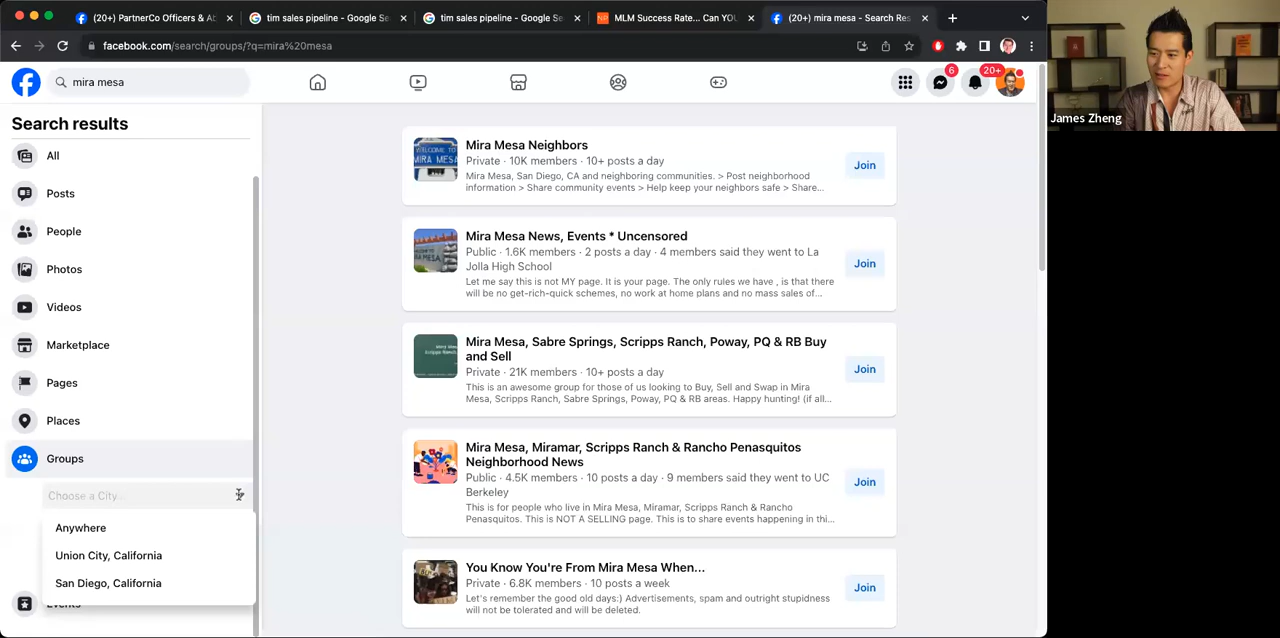 (20+) PartnerCo Officers & Al
tim sales pipeline - Google Se
tim sales pipeline - Google Se
MLM Success Rate... Can YOU
(20+) mira mesa - Search Res
facebook.com/search/groups/?q=mira%20mesa
mira mesa
6
20+
James Zheng
Search results
All
Posts
People
Photos
Videos
Marketplace
Pages
Places
Groups
Choose a City...
Anywhere
Union City, California
San Diego, California
Events
Mira Mesa Neighbors
Private · 10K members · 10+ posts a day
Mira Mesa, San Diego, CA and neighboring communities. > Post neighborhood
information > Share community events > Help keep your neighbors safe > Share...
Join
Mira Mesa News, Events * Uncensored
Public · 1.6K members · 2 posts a day · 4 members said they went to La
Jolla High School
Let me say this is not MY page. It is your page. The only rules we have , is that there
will be no get-rich-quick schemes, no work at home plans and no mass sales of...
Join
Mira Mesa, Sabre Springs, Scripps Ranch, Poway, PQ & RB Buy
and Sell
Private · 21K members · 10+ posts a day
This is an awesome group for those of us looking to Buy, Sell and Swap in Mira
Mesa, Scripps Ranch, Sabre Springs, Poway, PQ & RB areas. Happy hunting! (if all...
Join
Mira Mesa, Miramar, Scripps Ranch & Rancho Penasquitos
Neighborhood News
Public · 4.5K members · 10 posts a day · 9 members said they went to UC
Berkeley
This is for people who live in Mira Mesa, Miramar, Scripps Ranch & Rancho
Penasquitos. This is NOT A SELLING page. This is to share events happening in thi...
Join
You Know You're From Mira Mesa When...
Private · 6.8K members · 10 posts a week
Let's remember the good old days:) Advertisements, spam and outright stupidness
will not be tolerated and will be deleted.
Join